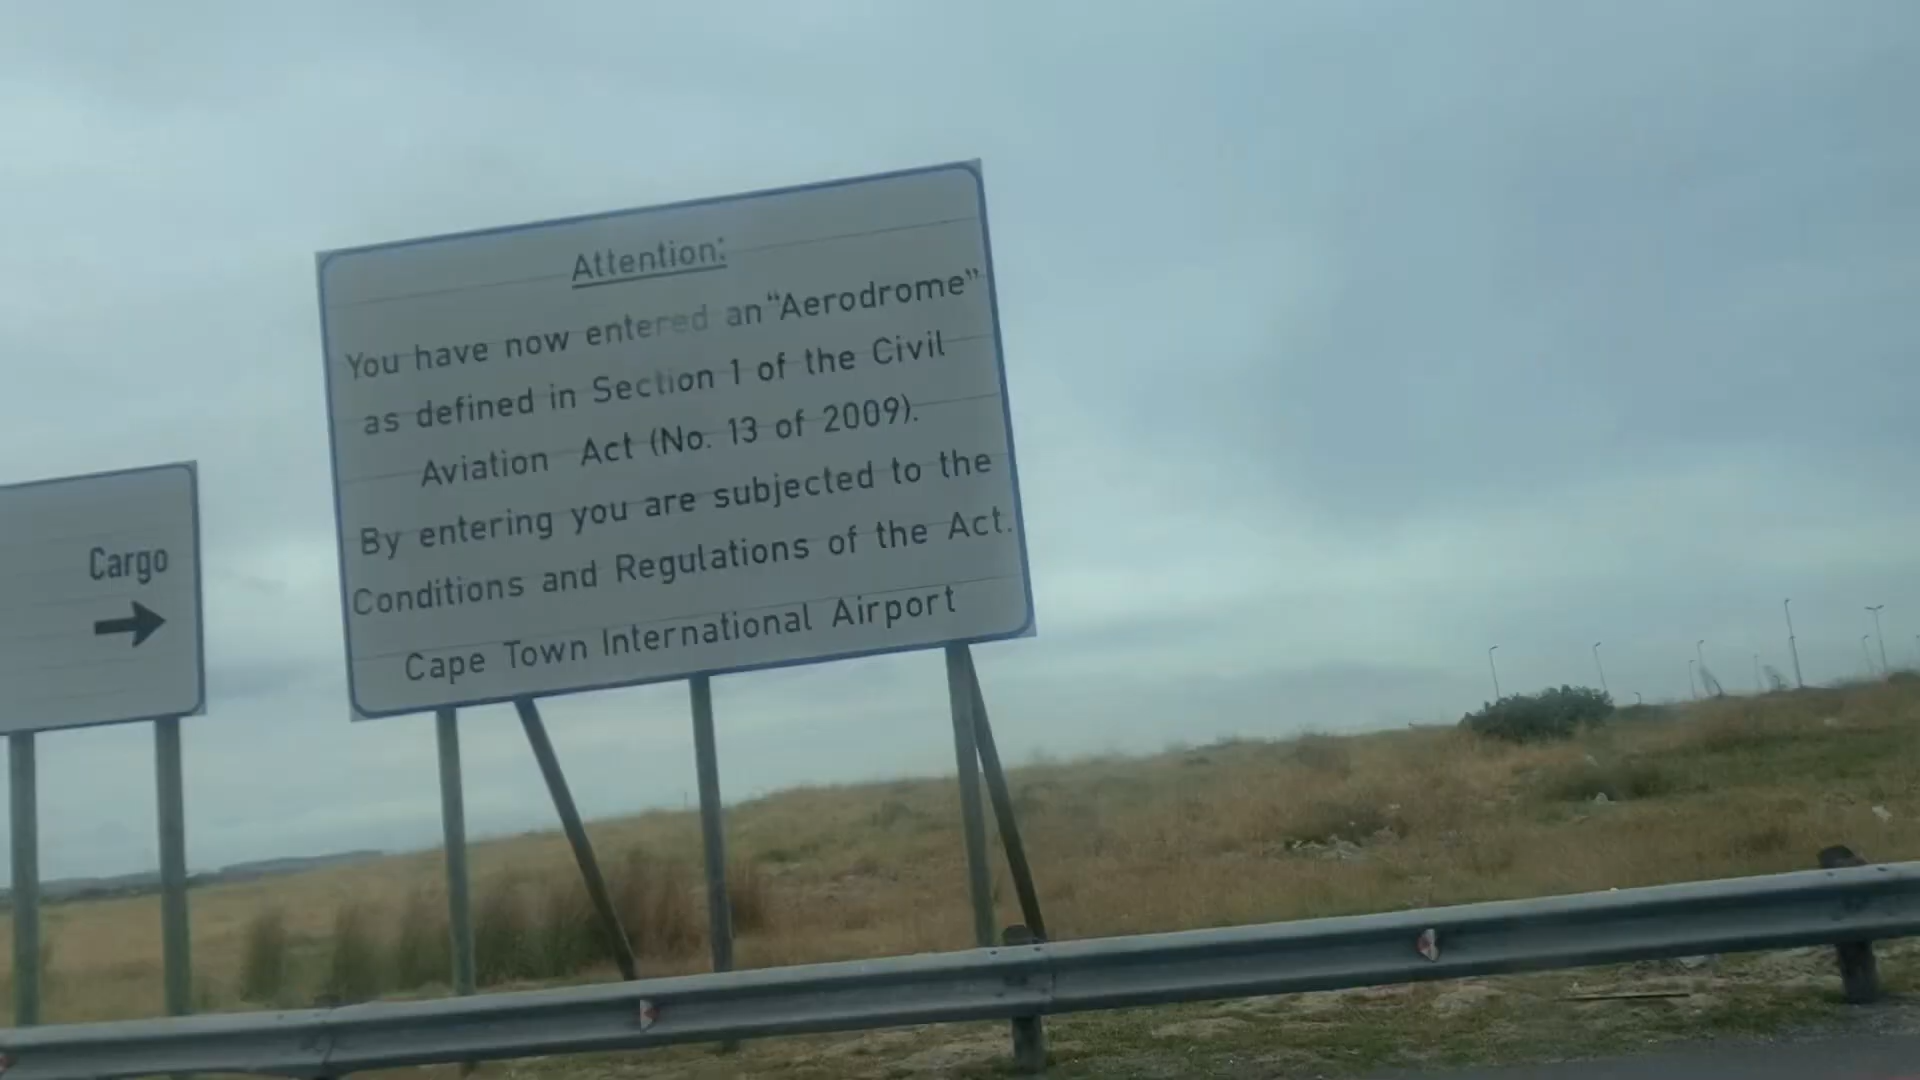 Cargo
Attention:
You have now entered an "Aerodrome"
as defined in Section 1 of the Civil
Aviation Act (No. 13 of 2009).
By entering you are subjected to the
Conditions and Regulations of the Act.
Cape Town International Airport